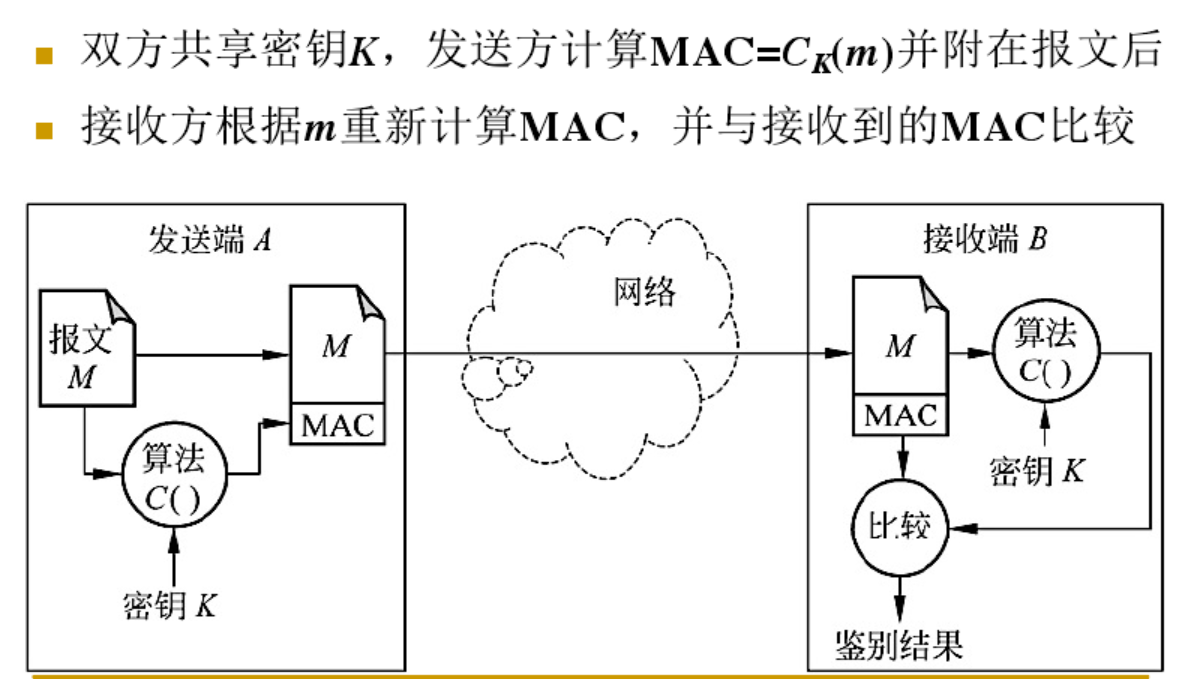 双方共享密钥K，发送方计算MAC=CK(m)并附在报文后
接收方根据m重新计算MAC，并与接收到的MAC比较
发送端 A
报文
M
M
MAC
算法
C( )
密钥 K
网络
接收端 B
M
MAC
算法
C( )
密钥 K
比较
鉴别结果